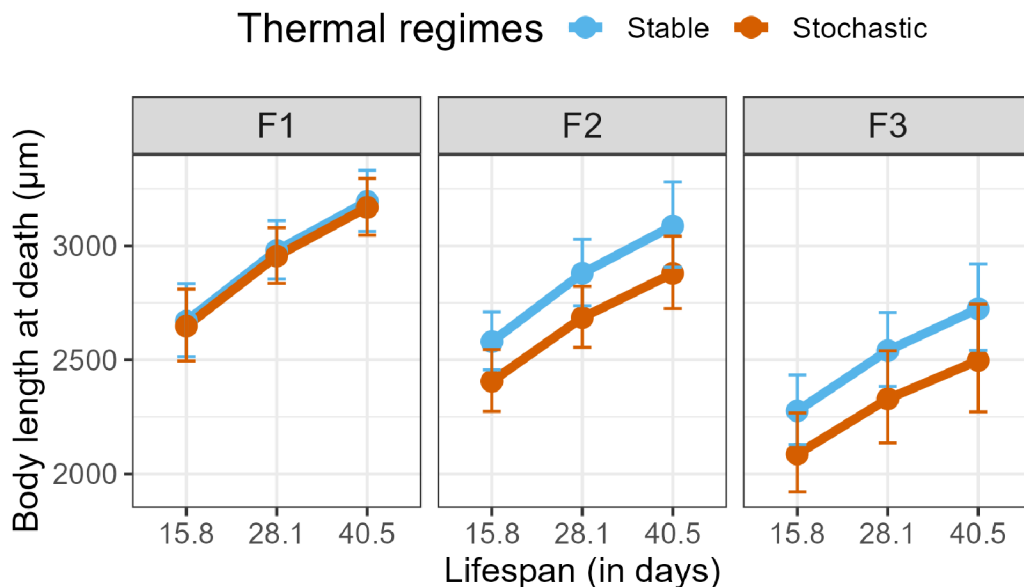 Thermal regimes Stable Stochastic
F1 F2 F3
Body length at death (μm)
3000
2500
2000
15.8 28.1 40.5 15.8 28.1 40.5 15.8 28.1 40.5
Lifespan (in days)